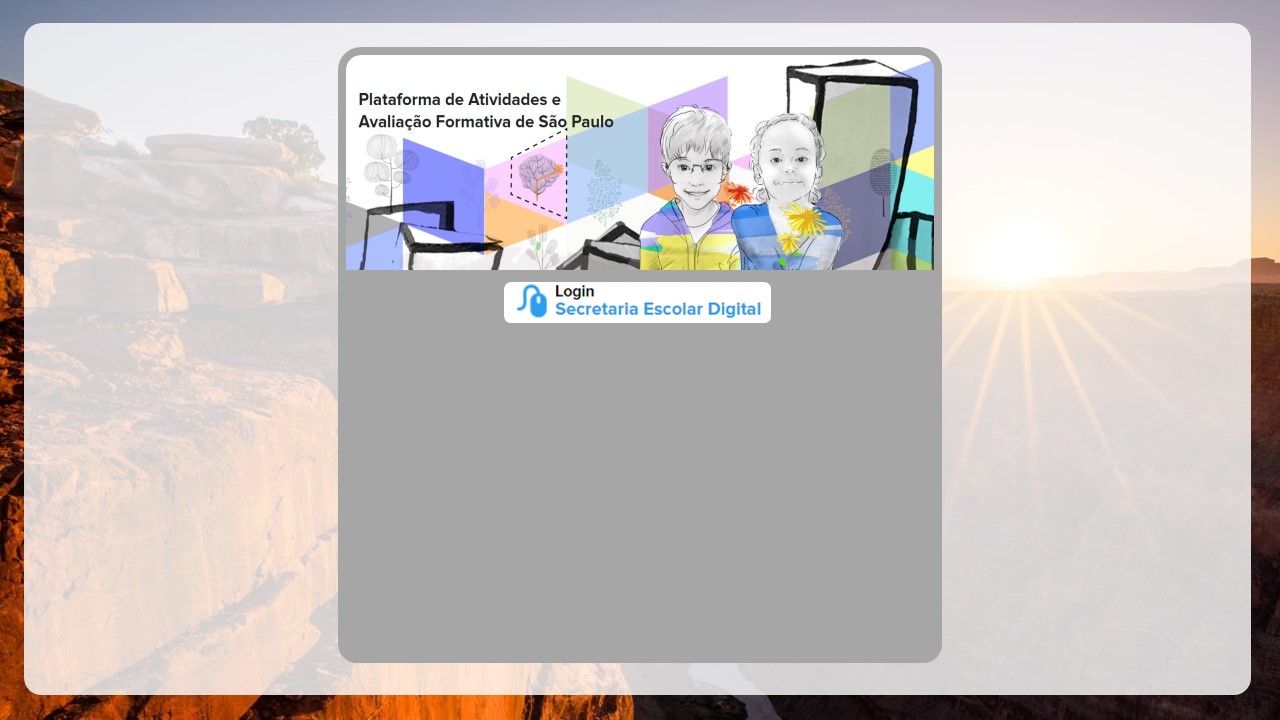 Plataforma de Atividades e
Avaliação Formativa de São Paulo
Login
Secretaria Escolar Digital